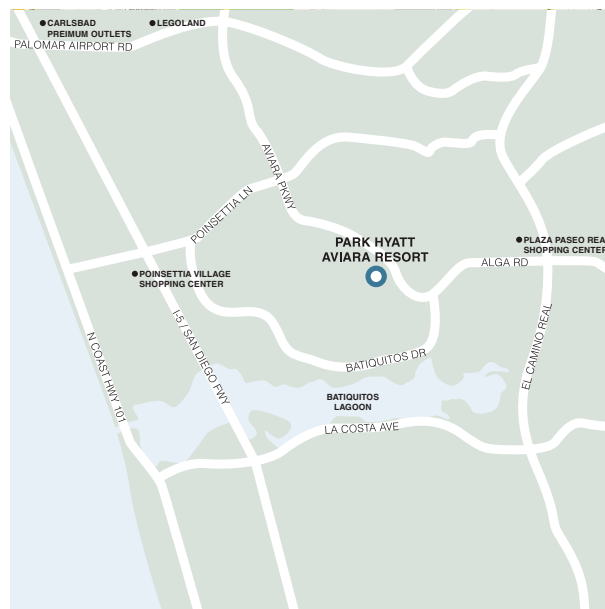 CARLSBAD
PREIMUM OUTLETS
LEGOLAND
PALOMAR AIRPORT RD
AVIARA PKWY
POINSETTIA LN
PARK HYATT
AVIARA RESORT
PLAZA PASEO REA
SHOPPING CENTER
ALGA RD
POINSETTIA VILLAGE
SHOPPING CENTER
I-5 / SAN DIEGO FWY
N COAST HWY 101
EL CAMINO REAL
BATIQUITOS DR
BATIQUITOS
LAGOON
LA COSTA AVE